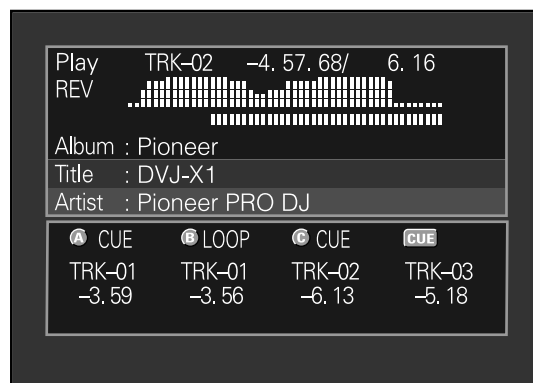 Play TRK–02 –4. 57. 68/ 6. 16
REV
Album : Pioneer
Title : DVJ-X1
Artist : Pioneer PRO DJ
A CUE B LOOP C CUE CUE
TRK–01 TRK–01 TRK–02 TRK–03
–3. 59 –3. 56 –6. 13 –5. 18